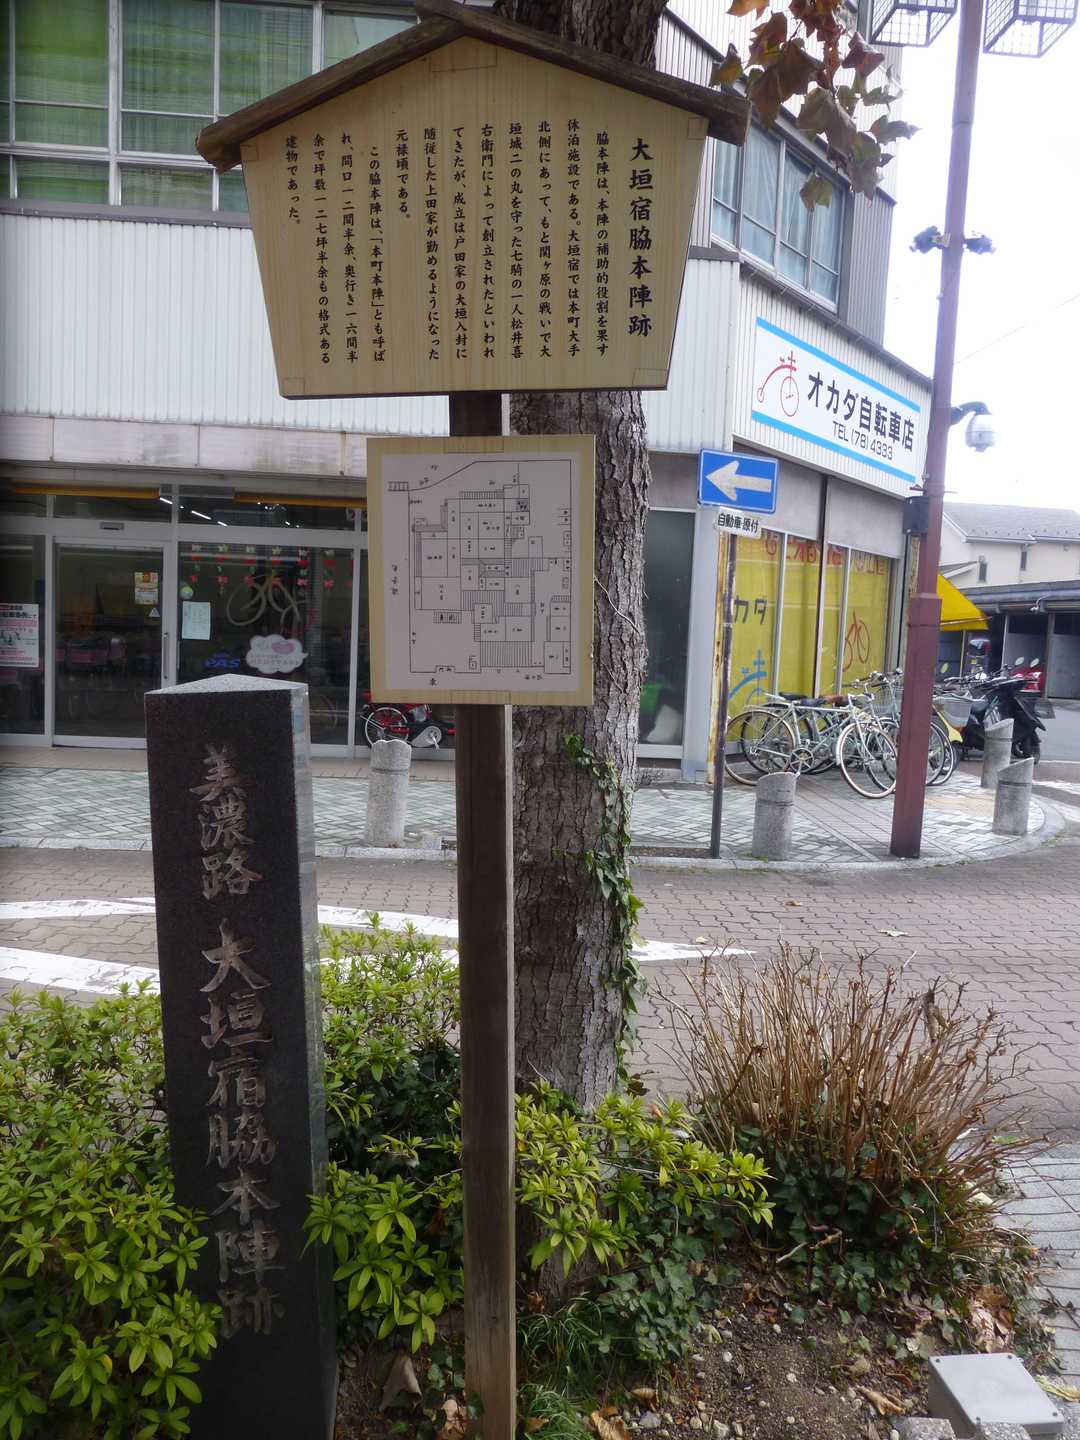 大垣宿脇本陣跡
脇本陣は、本陣の補助的役割を果す
休泊施設である。大垣宿では本町大手
北側にあって、もと関ヶ原の戦いで大
垣城二の丸を守った七騎の一人松井喜
右衛門によって創立されたといわれ
てきたが、成立は戸田家の大垣入封に
随従した上田家が勤めるようになった
元禄頃である。
この脇本陣は、「本町本陣」とも呼ば
れ、間口一二間半余、奥行き一六間半
余で坪数一二七坪半余もの格式ある
建物であった。
美濃路 大垣宿脇本陣跡
オカダ自転車店
TEL (78) 4333
自動車・原付
PAS
カダ